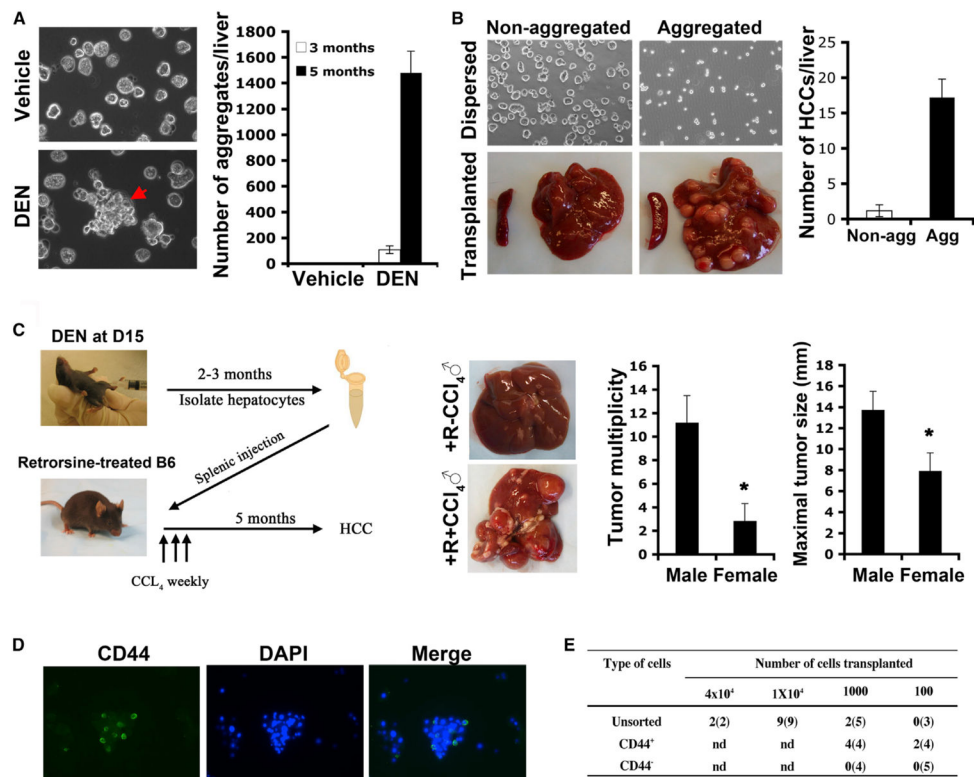 A
Vehicle
DEN
Number of aggregates/liver
1800
1600
1400
1200
1000
800
600
400
200
0
3 months
5 months
Vehicle DEN
B
Non-aggregated Aggregated
Dispersed
Transplanted
Number of HCCs/liver
25
20
15
10
5
0
Non-agg Agg
C
DEN at D15
2-3 months
Isolate hepatocytes
Splenic injection
Retrorsine-treated B6
5 months
HCC
CCL4 weekly
+R-CCl4♂
+R+CCl4♂
Tumor multiplicity
16
14
12
10
8
6
4
2
0
*
Male Female
Maximal tumor size (mm)
18
16
14
12
10
8
6
4
2
0
*
Male Female
D
CD44 DAPI Merge
E
Type of cells Number of cells transplanted
4x10⁴ 1X10⁴ 1000 100
Unsorted 2(2) 9(9) 2(5) 0(3)
CD44⁺ nd nd 4(4) 2(4)
CD44⁻ nd nd 0(4) 0(5)